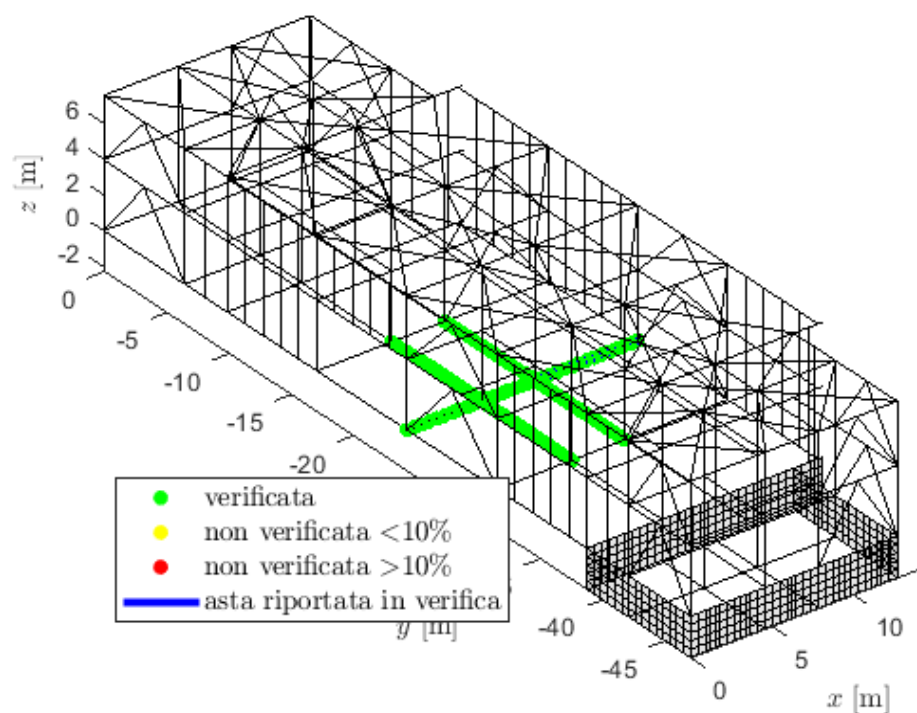 6
4
2
0
-2
z [m]
0
-5
-10
-15
-20
-40
-45
y [m]
0
5
10
x [m]
verificata
non verificata <10%
non verificata >10%
asta riportata in verifica